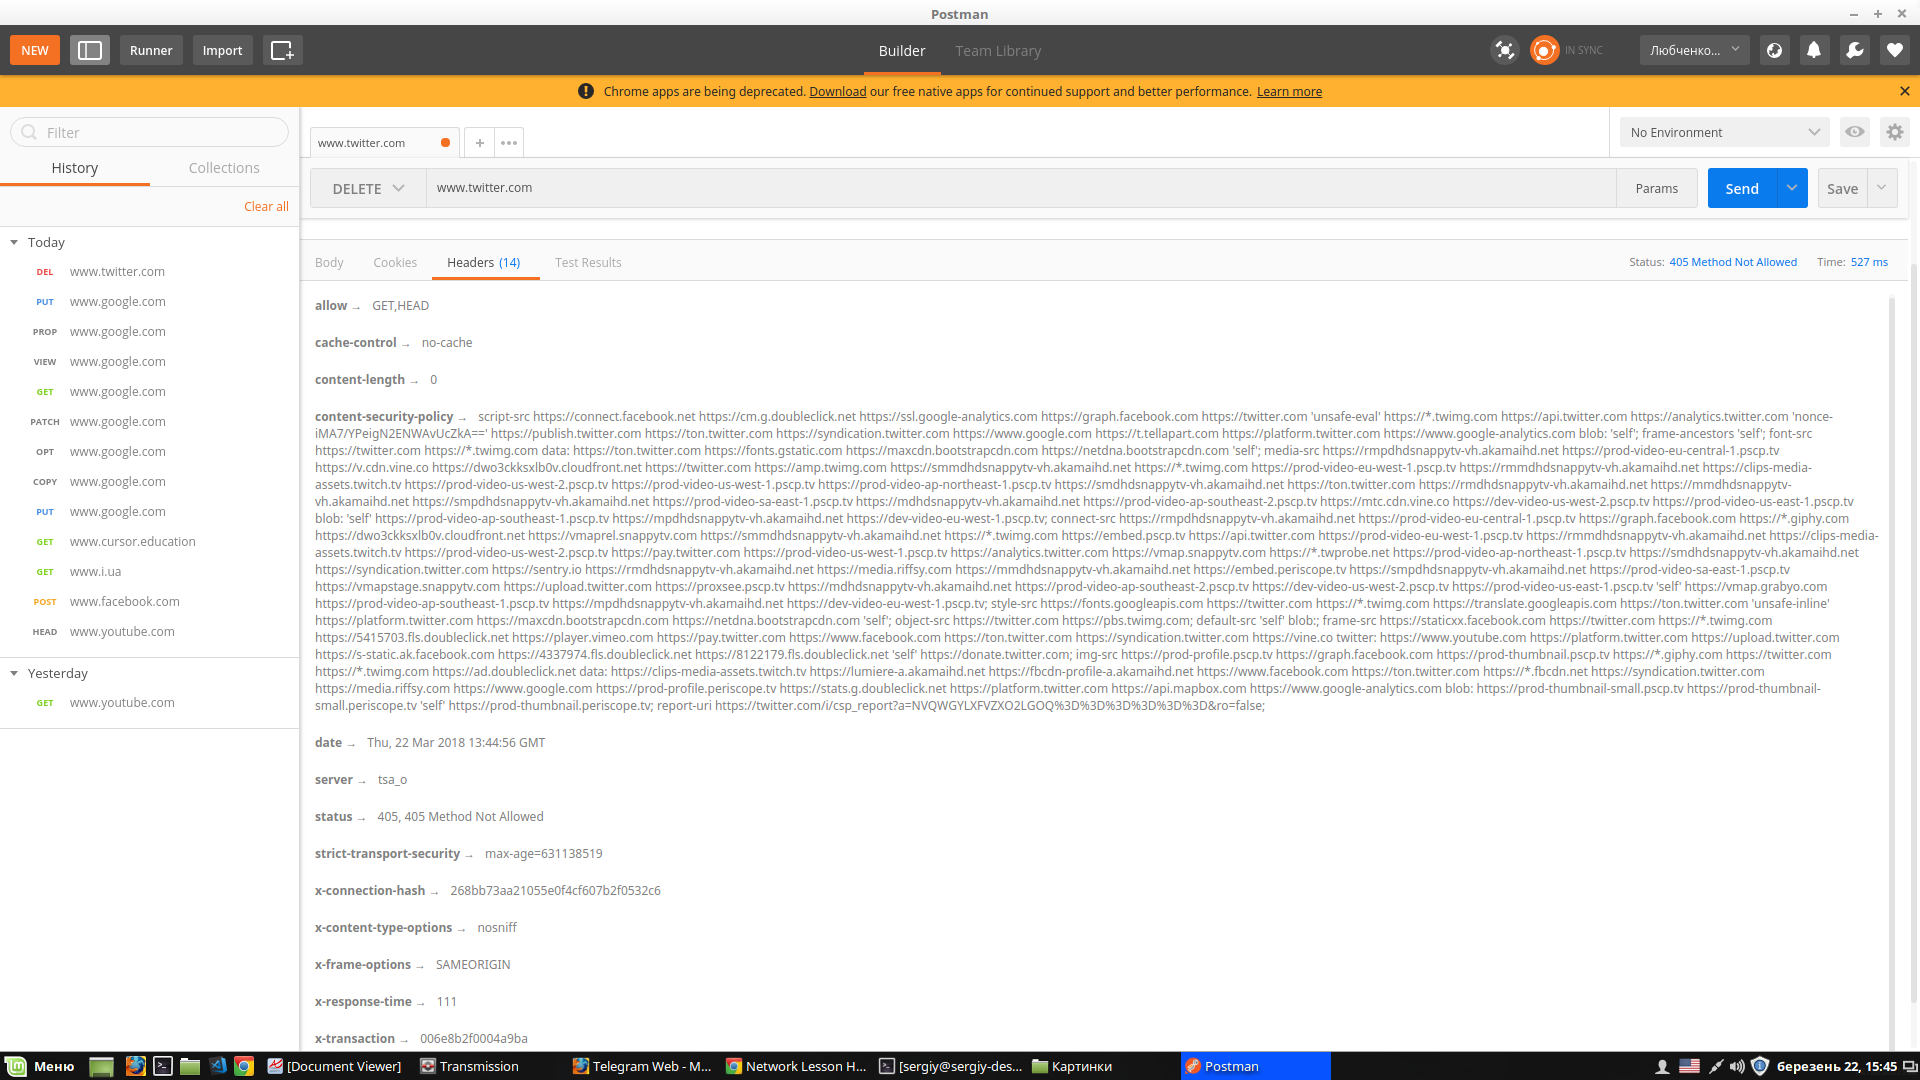 Postman
NEW Runner Import Builder Team Library IN SYNC Любченко...
Chrome apps are being deprecated. Download our free native apps for continued support and better performance. Learn more
Filter
History Collections
Clear all
Today
DEL www.twitter.com
PUT www.google.com
PROP www.google.com
VIEW www.google.com
GET www.google.com
PATCH www.google.com
OPT www.google.com
COPY www.google.com
PUT www.google.com
GET www.cursor.education
GET www.i.ua
POST www.facebook.com
HEAD www.youtube.com
Yesterday
GET www.youtube.com
www.twitter.com
No Environment
DELETE www.twitter.com Params Send Save
Body Cookies Headers (14) Test Results Status: 405 Method Not Allowed Time: 527 ms
allow → GET,HEAD
cache-control → no-cache
content-length → 0
content-security-policy → script-src https://connect.facebook.net https://cm.g.doubleclick.net https://ssl.google-analytics.com https://graph.facebook.com https://twitter.com 'unsafe-eval' https://*.twimg.com https://api.twitter.com https://analytics.twitter.com 'nonce-
iMA7/YPeigN2ENWAvUcZkA==' https://publish.twitter.com https://ton.twitter.com https://syndication.twitter.com https://www.google.com https://t.tellapart.com https://platform.twitter.com https://www.google-analytics.com blob: 'self'; frame-ancestors 'self'; font-src
https://twitter.com https://*.twimg.com data: https://ton.twitter.com https://fonts.gstatic.com https://maxcdn.bootstrapcdn.com https://netdna.bootstrapcdn.com 'self'; media-src https://rmpdhdsnappytv-vh.akamaihd.net https://prod-video-eu-central-1.pscp.tv
https://v.cdn.vine.co https://dwo3ckksxlb0v.cloudfront.net https://twitter.com https://amp.twimg.com https://smmdhdsnappytv-vh.akamaihd.net https://*.twimg.com https://prod-video-eu-west-1.pscp.tv https://rmmdhdsnappytv-vh.akamaihd.net https://clips-media-
assets.twitch.tv https://prod-video-us-west-2.pscp.tv https://prod-video-us-west-1.pscp.tv https://prod-video-ap-northeast-1.pscp.tv https://smdhdsnappytv-vh.akamaihd.net https://ton.twitter.com https://rmdhdsnappytv-vh.akamaihd.net https://mmdhdsnappytv-
vh.akamaihd.net https://smpdhdsnappytv-vh.akamaihd.net https://prod-video-sa-east-1.pscp.tv https://mdhdsnappytv-vh.akamaihd.net https://prod-video-ap-southeast-2.pscp.tv https://mtc.cdn.vine.co https://dev-video-us-west-2.pscp.tv https://prod-video-us-east-1.pscp.tv
blob: 'self' https://prod-video-ap-southeast-1.pscp.tv https://mpdhdsnappytv-vh.akamaihd.net https://dev-video-eu-west-1.pscp.tv; connect-src https://rmpdhdsnappytv-vh.akamaihd.net https://prod-video-eu-central-1.pscp.tv https://graph.facebook.com https://*.giphy.com
https://dwo3ckksxlb0v.cloudfront.net https://vmaprel.snappytv.com https://smmdhdsnappytv-vh.akamaihd.net https://*.twimg.com https://embed.pscp.tv https://api.twitter.com https://prod-video-eu-west-1.pscp.tv https://rmmdhdsnappytv-vh.akamaihd.net https://clips-media-
assets.twitch.tv https://prod-video-us-west-2.pscp.tv https://pay.twitter.com https://prod-video-us-west-1.pscp.tv https://analytics.twitter.com https://vmap.snappytv.com https://*.twprobe.net https://prod-video-ap-northeast-1.pscp.tv https://smdhdsnappytv-vh.akamaihd.net
https://syndication.twitter.com https://sentry.io https://rmdhdsnappytv-vh.akamaihd.net https://media.riffsy.com https://mmdhdsnappytv-vh.akamaihd.net https://embed.periscope.tv https://smpdhdsnappytv-vh.akamaihd.net https://prod-video-sa-east-1.pscp.tv
https://vmapstage.snappytv.com https://upload.twitter.com https://proxsee.pscp.tv https://mdhdsnappytv-vh.akamaihd.net https://prod-video-ap-southeast-2.pscp.tv https://dev-video-us-west-2.pscp.tv https://prod-video-us-east-1.pscp.tv 'self' https://vmap.grabyo.com
https://prod-video-ap-southeast-1.pscp.tv https://mpdhdsnappytv-vh.akamaihd.net https://dev-video-eu-west-1.pscp.tv; style-src https://fonts.googleapis.com https://twitter.com https://*.twimg.com https://translate.googleapis.com https://ton.twitter.com 'unsafe-inline'
https://platform.twitter.com https://maxcdn.bootstrapcdn.com https://netdna.bootstrapcdn.com 'self'; object-src https://twitter.com https://pbs.twimg.com; default-src 'self' blob:; frame-src https://staticxx.facebook.com https://twitter.com https://*.twimg.com
https://5415703.fls.doubleclick.net https://player.vimeo.com https://pay.twitter.com https://www.facebook.com https://ton.twitter.com https://syndication.twitter.com https://vine.co twitter: https://www.youtube.com https://platform.twitter.com https://upload.twitter.com
https://s-static.ak.facebook.com https://4337974.fls.doubleclick.net https://8122179.fls.doubleclick.net 'self' https://donate.twitter.com; img-src https://prod-profile.pscp.tv https://graph.facebook.com https://prod-thumbnail.pscp.tv https://*.giphy.com https://twitter.com
https://*.twimg.com https://ad.doubleclick.net data: https://clips-media-assets.twitch.tv https://lumiere-a.akamaihd.net https://fbcdn-profile-a.akamaihd.net https://www.facebook.com https://ton.twitter.com https://*.fbcdn.net https://syndication.twitter.com
https://media.riffsy.com https://www.google.com https://prod-profile.periscope.tv https://stats.g.doubleclick.net https://platform.twitter.com https://api.mapbox.com https://www.google-analytics.com blob: https://prod-thumbnail-small.pscp.tv https://prod-thumbnail-
small.periscope.tv 'self' https://prod-thumbnail.periscope.tv; report-uri https://twitter.com/i/csp_report?a=NVQWGYLXFVZXO2LGOQ%3D%3D%3D%3D%3D%3D&ro=false;
date → Thu, 22 Mar 2018 13:44:56 GMT
server → tsa_o
status → 405, 405 Method Not Allowed
strict-transport-security → max-age=631138519
x-connection-hash → 268bb73aa21055e0f4cf607b2f0532c6
x-content-type-options → nosniff
x-frame-options → SAMEORIGIN
x-response-time → 111
x-transaction → 006e8b2f0004a9ba
Меню [Document Viewer] Transmission Telegram Web - M... Network Lesson H... [sergiy@sergiy-des... Картинки Postman березень 22, 15:45